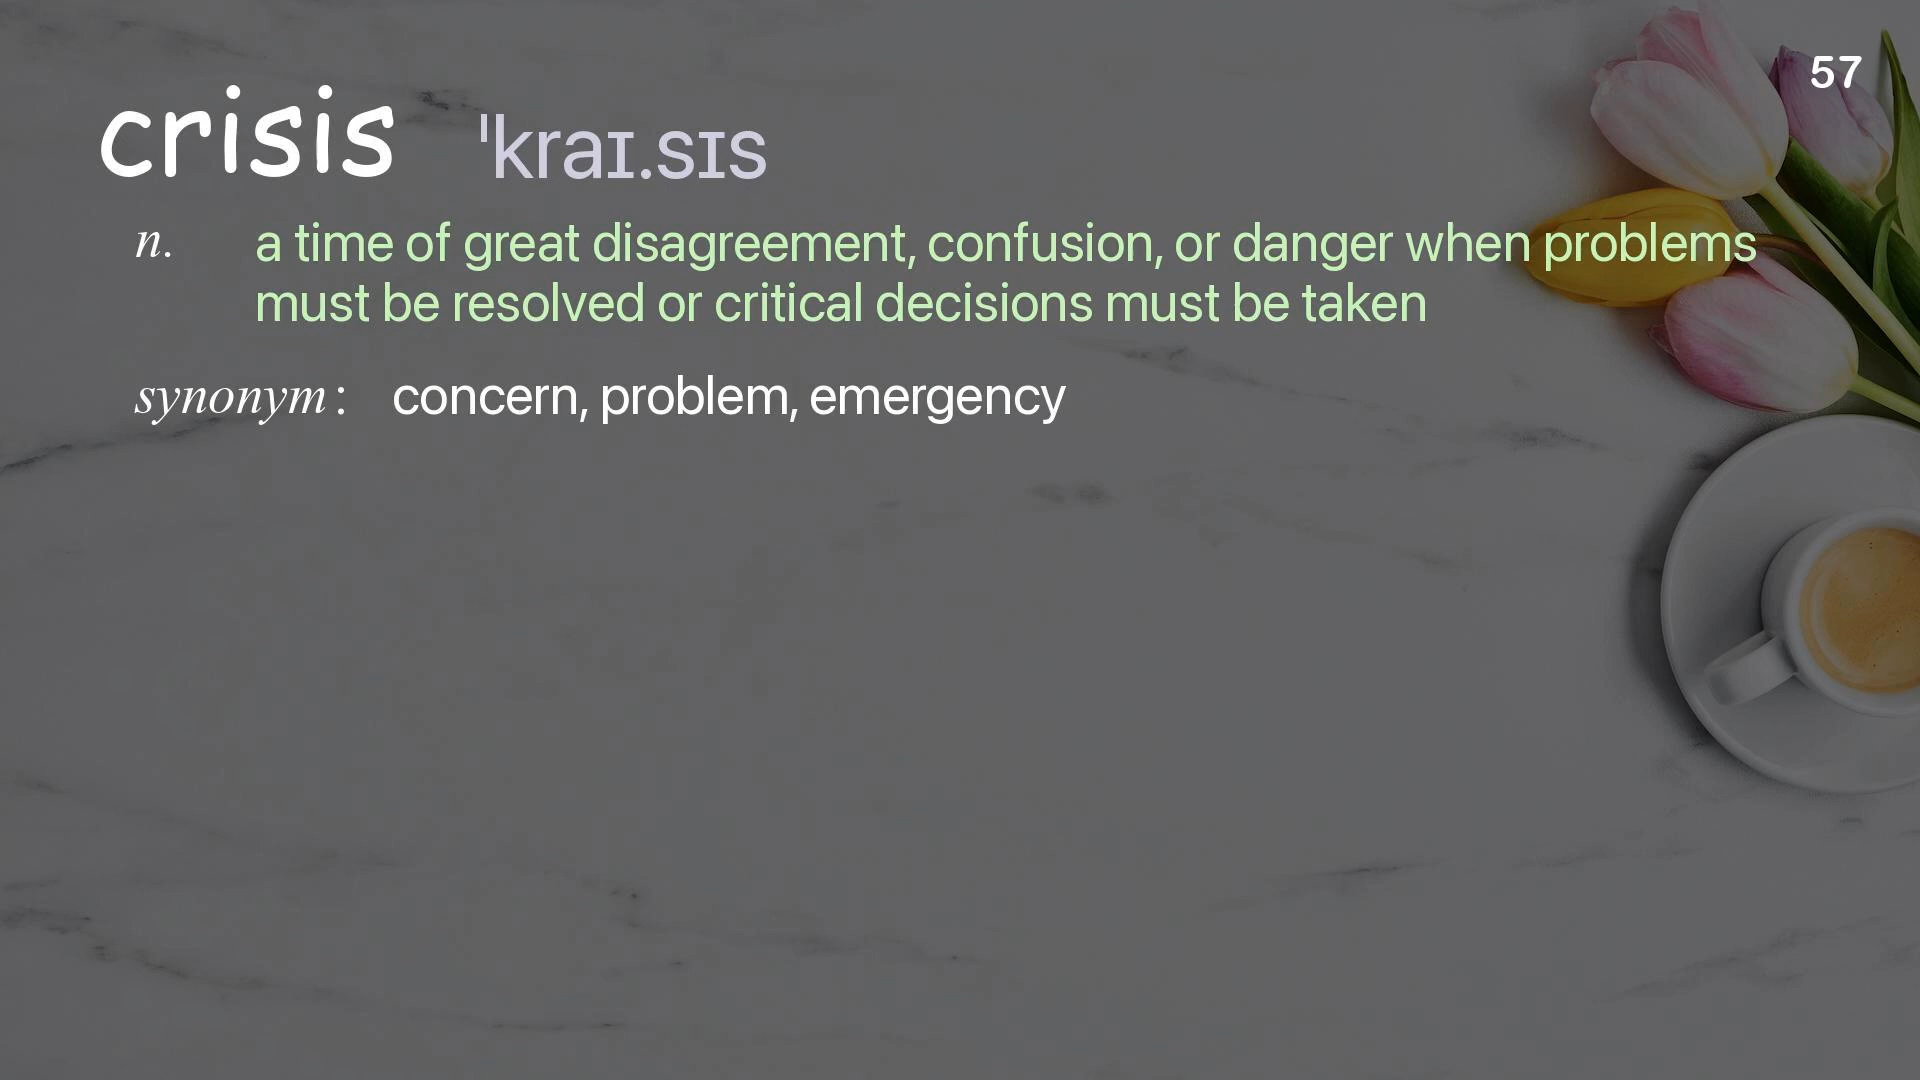 57
crisis ˈkraɪ.sɪs
n. a time of great disagreement, confusion, or danger when problems
must be resolved or critical decisions must be taken
synonym: concern, problem, emergency